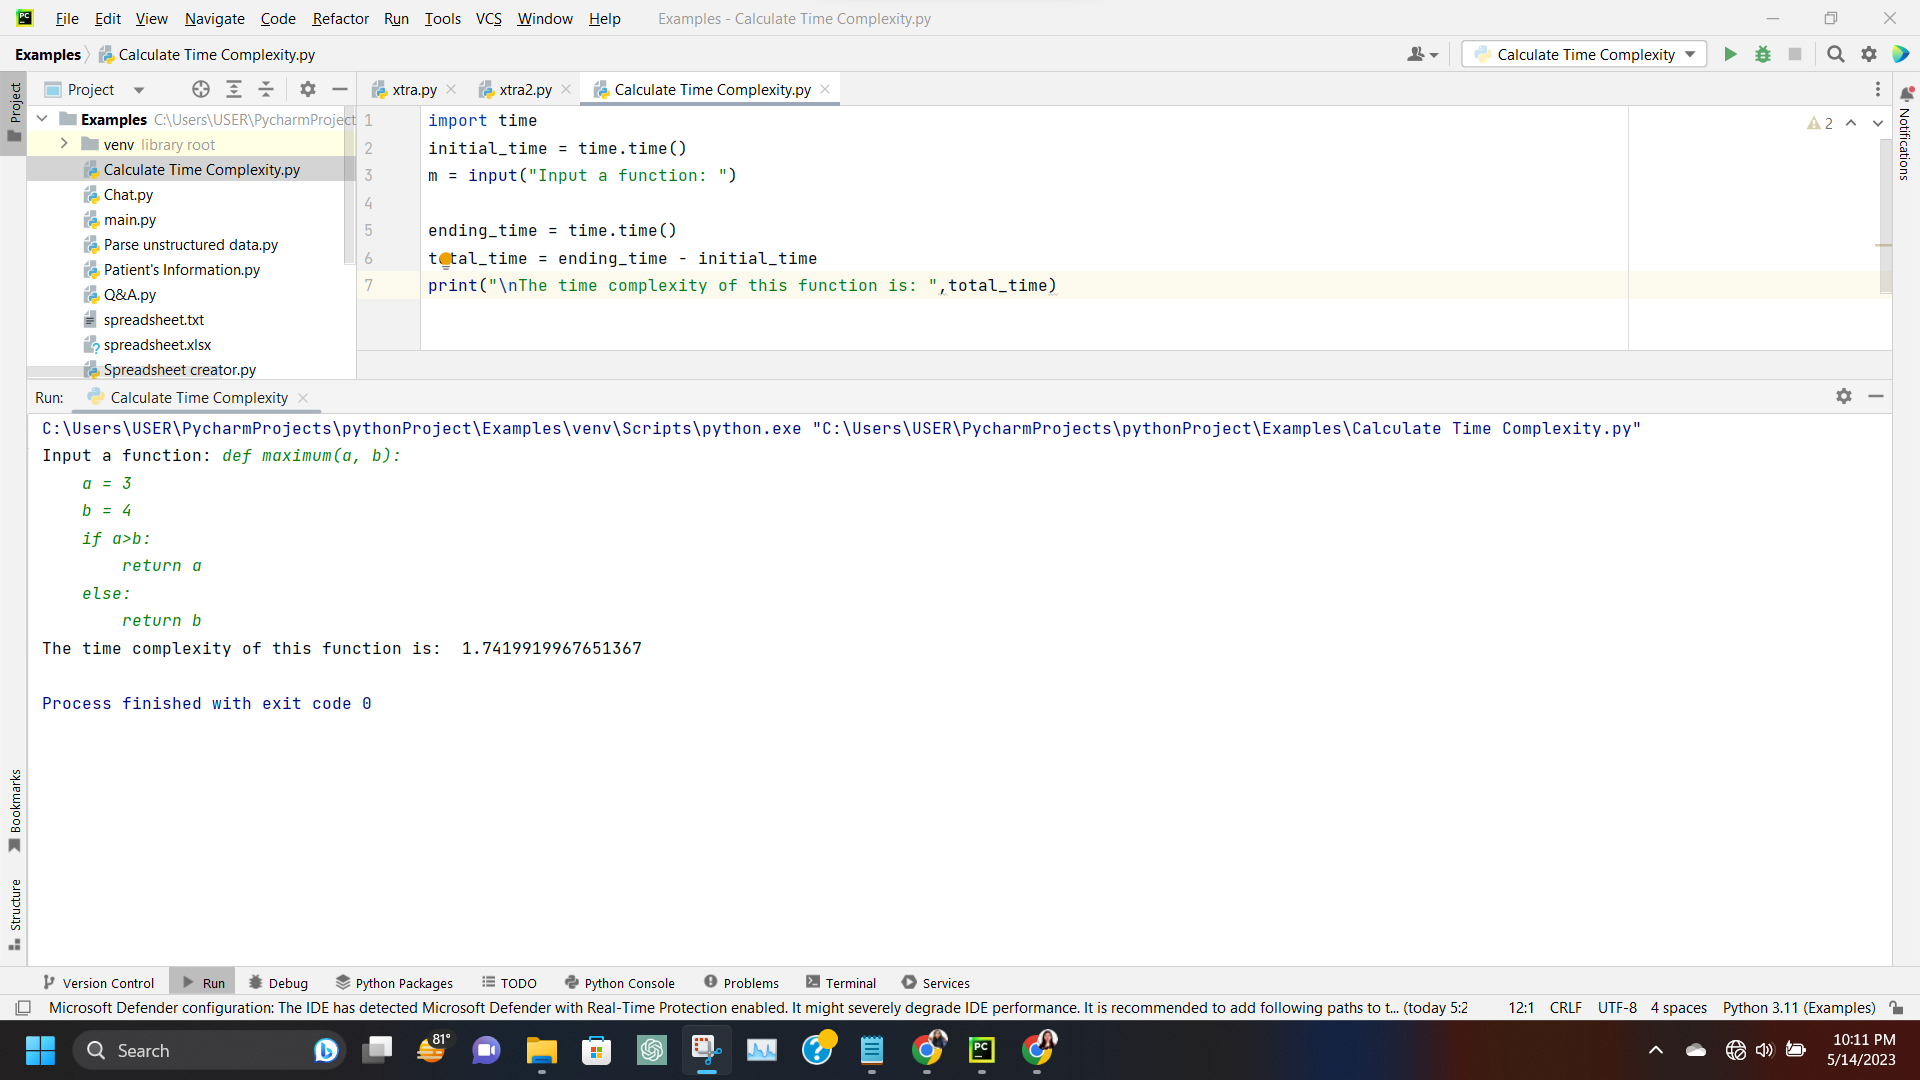 File Edit View Navigate Code Refactor Run Tools VCS Window Help Examples - Calculate Time Complexity.py
Examples Calculate Time Complexity.py Calculate Time Complexity
Project xtra.py xtra2.py Calculate Time Complexity.py
Project
Notifications
Examples C:\Users\USER\PycharmProject
venv library root
Calculate Time Complexity.py
Chat.py
main.py
Parse unstructured data.py
Patient's Information.py
Q&A.py
spreadsheet.txt
spreadsheet.xlsx
Spreadsheet creator.py
1 import time
2 initial_time = time.time()
3 m = input("Input a function: ")
4
5 ending_time = time.time()
6 total_time = ending_time - initial_time
7 print("\nThe time complexity of this function is: ",total_time)
2
Run: Calculate Time Complexity
C:\Users\USER\PycharmProjects\pythonProject\Examples\venv\Scripts\python.exe "C:\Users\USER\PycharmProjects\pythonProject\Examples\Calculate Time Complexity.py"
Input a function: def maximum(a, b):
a = 3
b = 4
if a>b:
return a
else:
return b
The time complexity of this function is:  1.7419919967651367
Process finished with exit code 0
Bookmarks
Structure
Version Control Run Debug Python Packages TODO Python Console Problems Terminal Services
Microsoft Defender configuration: The IDE has detected Microsoft Defender with Real-Time Protection enabled. It might severely degrade IDE performance. It is recommended to add following paths to t... (today 5:2 12:1 CRLF UTF-8 4 spaces Python 3.11 (Examples)
Search 81° PC 10:11 PM
5/14/2023